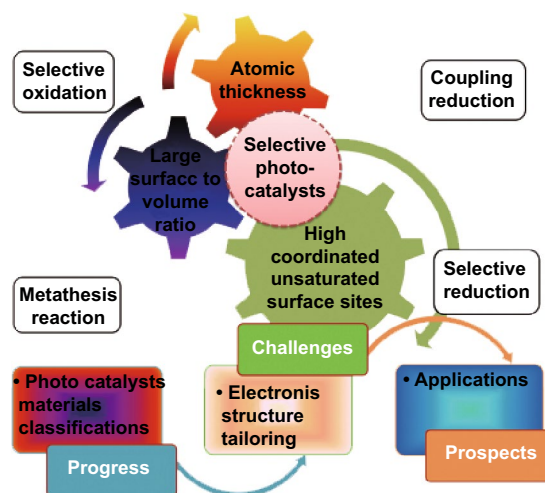 Selective
oxidation
Atomic
thickness
Coupling
reduction
Large
surfacc to
volume
ratio
Selective
photo-
catalysts
High
coordinated
unsaturated
surface sites
Metathesis
reaction
Selective
reduction
Challenges
• Photo catalysts
materials
classifications
• Electronis
structure
tailoring
• Applications
Progress
Prospects